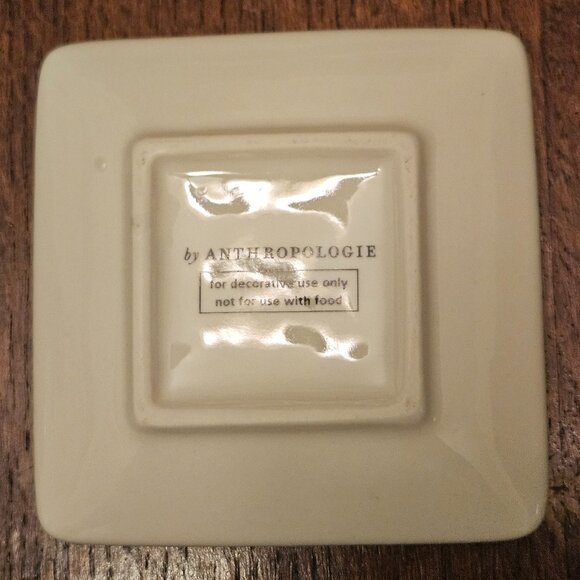 by ANTHROPOLOGIE
for decorative use only
not for use with food